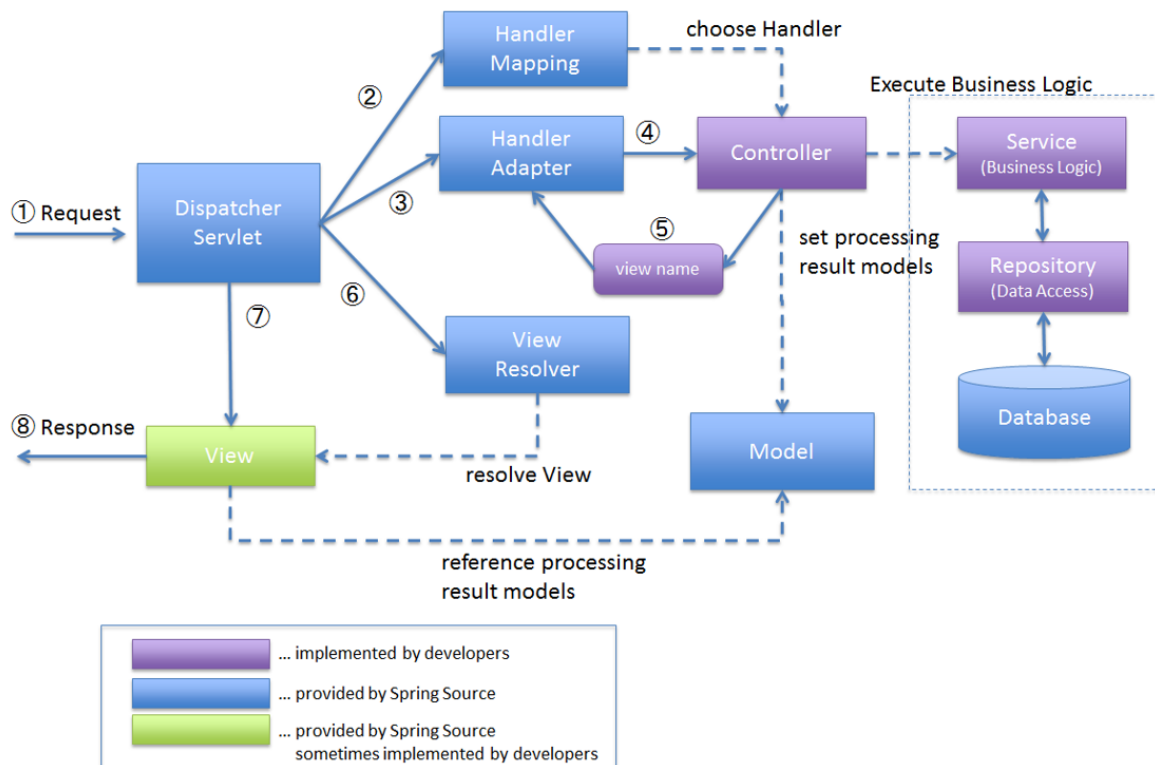 Handler
Mapping
choose Handler
Execute Business Logic
②
④
Handler
Adapter
Controller
Service
(Business Logic)
① Request
Dispatcher
Servlet
③
⑤
view name
set processing
result models
Repository
(Data Access)
⑥
⑦
View
Resolver
⑧ Response
View
resolve View
Model
Database
reference processing
result models
... implemented by developers
... provided by Spring Source
... provided by Spring Source
sometimes implemented by developers